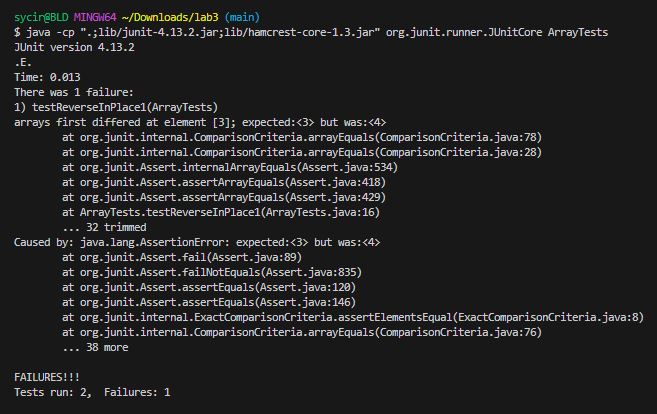 sycir@BLD MINGW64 ~/Downloads/lab3 (main)
$ java -cp ".;lib/junit-4.13.2.jar;lib/hamcrest-core-1.3.jar" org.junit.runner.JUnitCore ArrayTests
JUnit version 4.13.2
.E.
Time: 0.013
There was 1 failure:
1) testReverseInPlace1(ArrayTests)
arrays first differed at element [3]; expected:<3> but was:<4>
        at org.junit.internal.ComparisonCriteria.arrayEquals(ComparisonCriteria.java:78)
        at org.junit.internal.ComparisonCriteria.arrayEquals(ComparisonCriteria.java:28)
        at org.junit.Assert.internalArrayEquals(Assert.java:534)
        at org.junit.Assert.assertArrayEquals(Assert.java:418)
        at org.junit.Assert.assertArrayEquals(Assert.java:429)
        at ArrayTests.testReverseInPlace1(ArrayTests.java:16)
        ... 32 trimmed
Caused by: java.lang.AssertionError: expected:<3> but was:<4>
        at org.junit.Assert.fail(Assert.java:89)
        at org.junit.Assert.failNotEquals(Assert.java:835)
        at org.junit.Assert.assertEquals(Assert.java:120)
        at org.junit.Assert.assertEquals(Assert.java:146)
        at org.junit.internal.ExactComparisonCriteria.assertElementsEqual(ExactComparisonCriteria.java:8)
        at org.junit.internal.ComparisonCriteria.arrayEquals(ComparisonCriteria.java:76)
        ... 38 more

FAILURES!!!
Tests run: 2,  Failures: 1